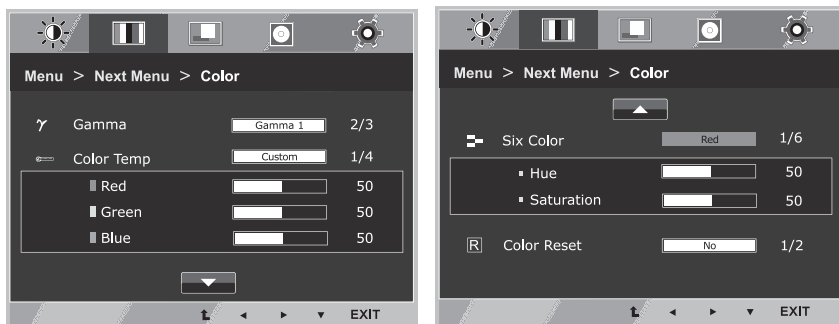 Menu > Next Menu > Color
γ Gamma Gamma 1 2/3
Color Temp Custom 1/4
Red 50
Green 50
Blue 50
EXIT
Menu > Next Menu > Color
Six Color Red 1/6
Hue 50
Saturation 50
R Color Reset No 1/2
EXIT